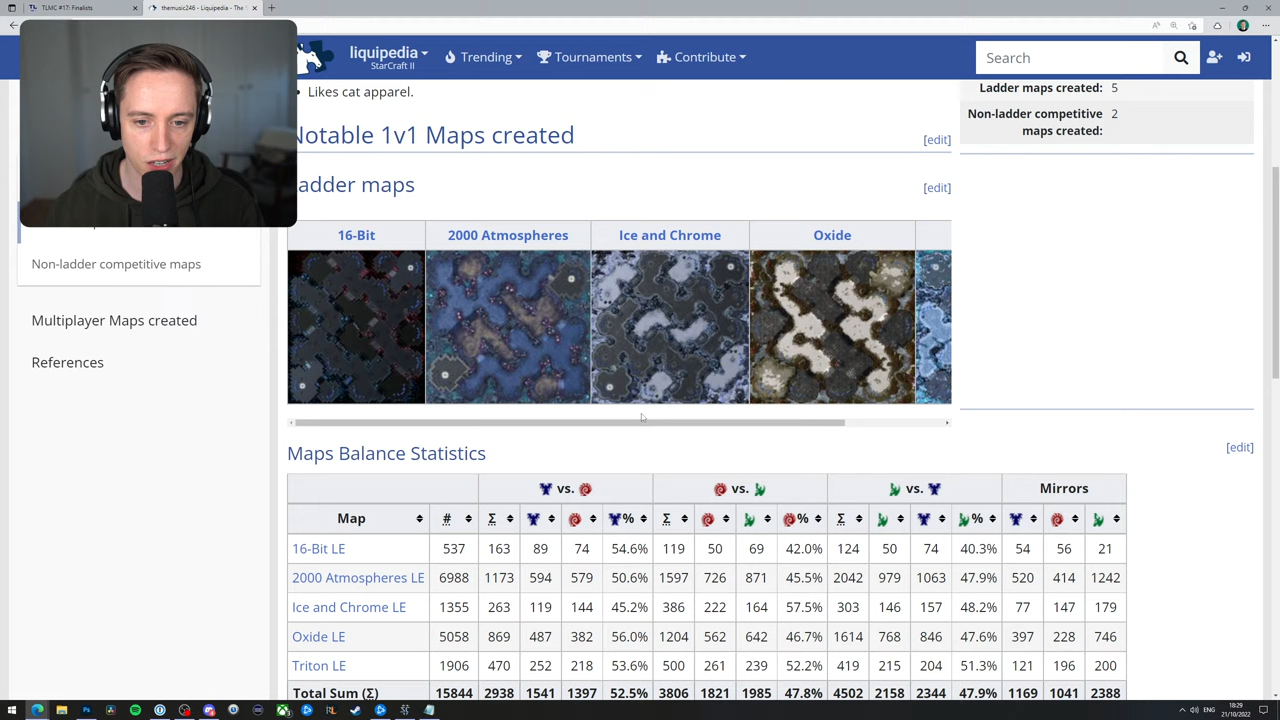 TLMC #17: Finalists
themusic246 - Liquipedia - The S
liquipedia
StarCraft II
Trending
Tournaments
Contribute
Search
Likes cat apparel.
Notable 1v1 Maps created
[edit]
adder maps
[edit]
Ladder maps created: 5
Non-ladder competitive 2
maps created:
Non-ladder competitive maps
Multiplayer Maps created
References
16-Bit 2000 Atmospheres Ice and Chrome Oxide
Maps Balance Statistics
[edit]
vs. vs. vs. Mirrors
Map # Σ % Σ % Σ %
16-Bit LE 537 163 89 74 54.6% 119 50 69 42.0% 124 50 74 40.3% 54 56 21
2000 Atmospheres LE 6988 1173 594 579 50.6% 1597 726 871 45.5% 2042 979 1063 47.9% 520 414 1242
Ice and Chrome LE 1355 263 119 144 45.2% 386 222 164 57.5% 303 146 157 48.2% 77 147 179
Oxide LE 5058 869 487 382 56.0% 1204 562 642 46.7% 1614 768 846 47.6% 397 228 746
Triton LE 1906 470 252 218 53.6% 500 261 239 52.2% 419 215 204 51.3% 121 196 200
Total Sum (Σ) 15844 2938 1541 1397 52.5% 3806 1821 1985 47.8% 4502 2158 2344 47.9% 1169 1041 2388
ENG
18:29
21/10/2022